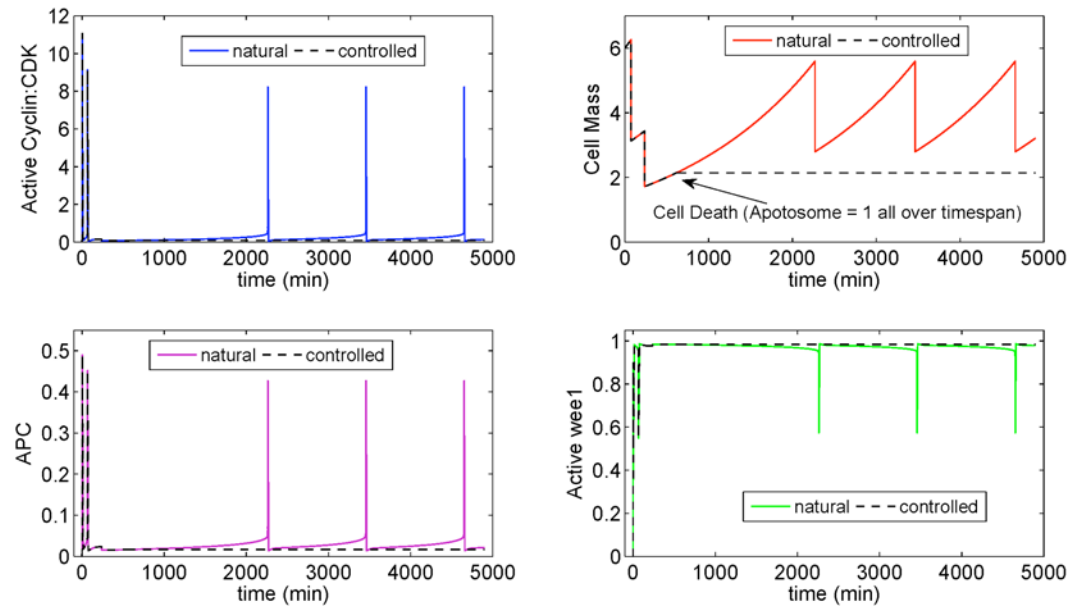 12
10
8
6
4
2
0
Active Cyclin:CDK
natural controlled
0 1000 2000 3000 4000 5000
time (min)
6
4
2
0
Cell Mass
natural controlled
Cell Death (Apotosome = 1 all over timespan)
0 1000 2000 3000 4000 5000
time (min)
0.5
0.4
0.3
0.2
0.1
0
APC
natural controlled
0 1000 2000 3000 4000 5000
time (min)
1
0.8
0.6
0.4
0.2
0
Active wee1
natural controlled
0 1000 2000 3000 4000 5000
time (min)